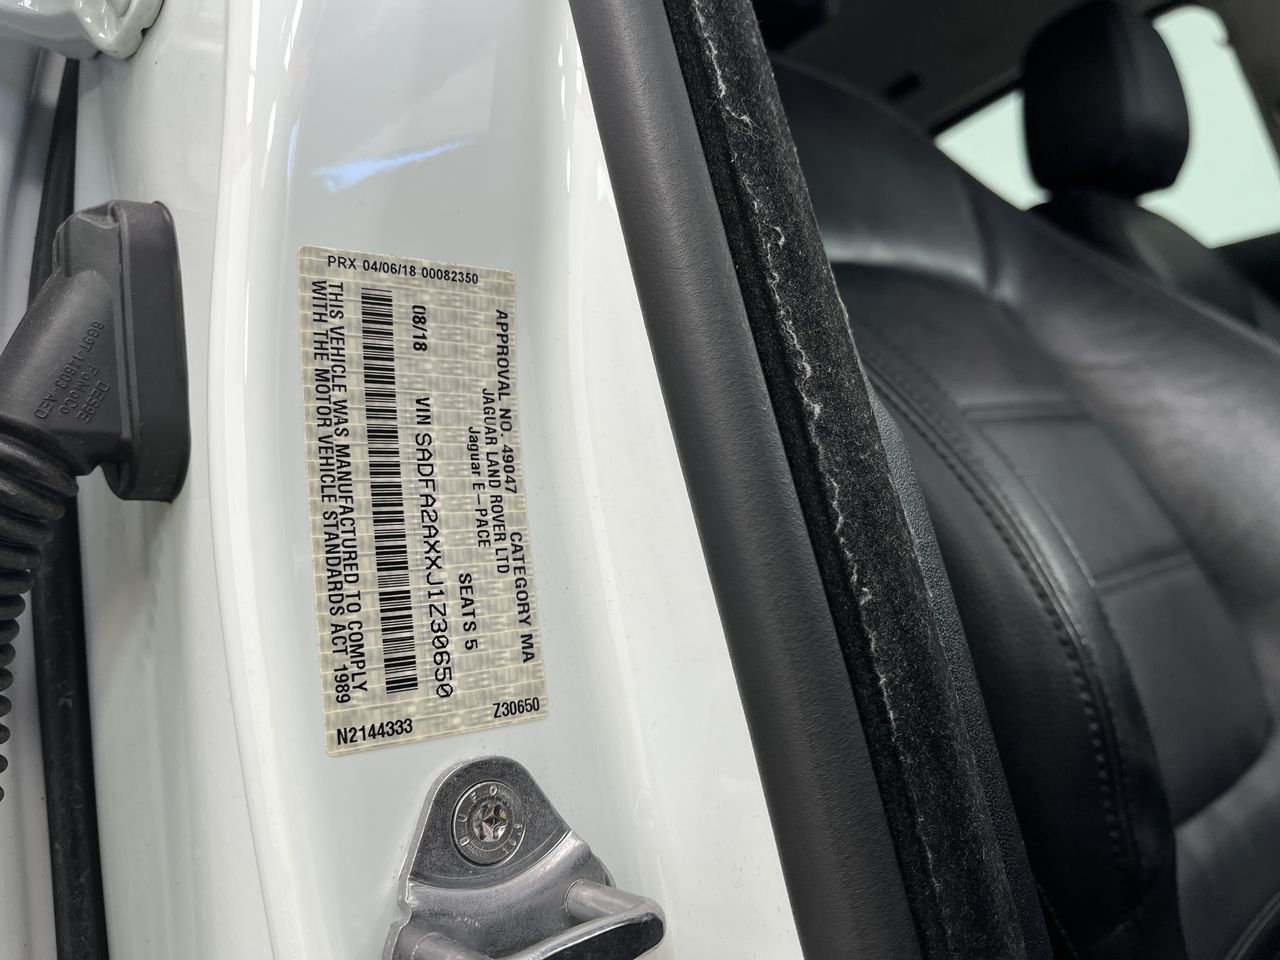 PRX 04/06/18 00082350
APPROVAL NO. 49047 CATEGORY MA
JAGUAR LAND ROVER LTD
Jaguar E-PACE
SEATS 5
08/18 VIN SADFA2AXXJ1Z30650
THIS VEHICLE WAS MANUFACTURED TO COMPLY
WITH THE MOTOR VEHICLE STANDARDS ACT 1989
N2144333 Z30650
FoMoCo